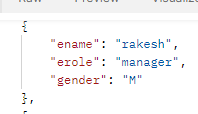 {
"ename": "rakesh",
"erole": "manager",
"gender": "M"
},